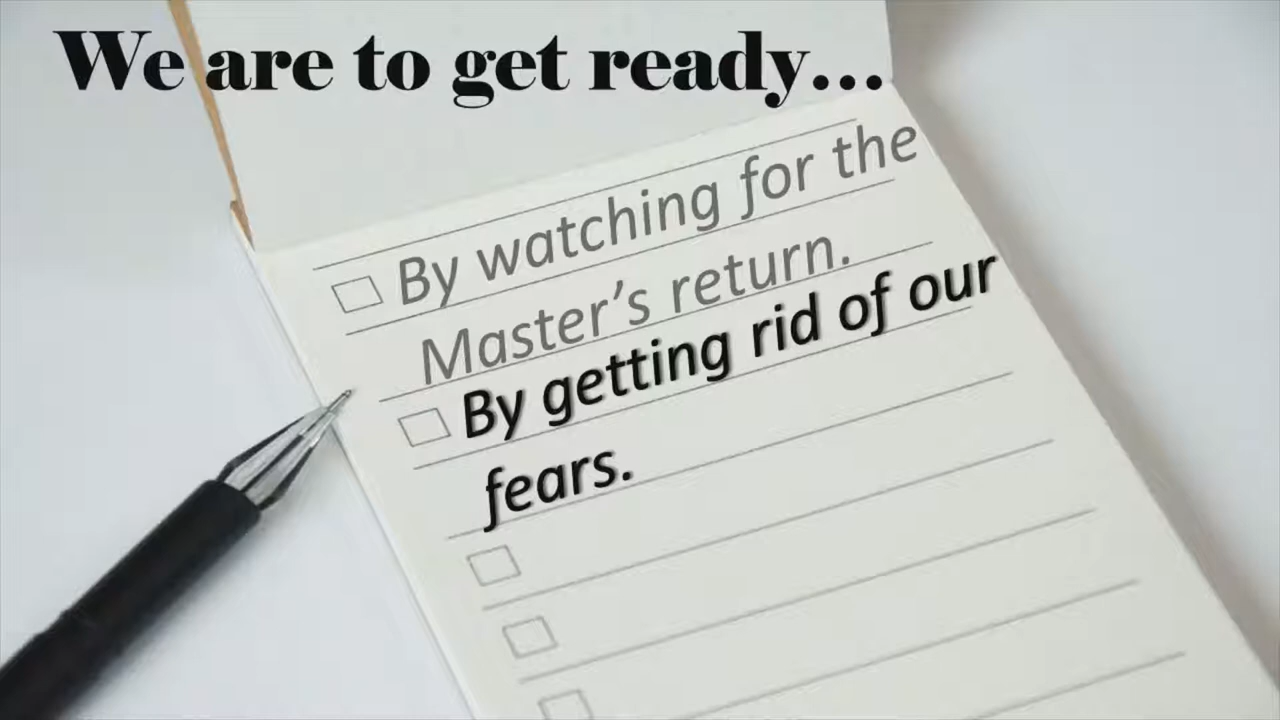 We are to get ready...
By watching for the
Master's return.
By getting rid of our
fears.